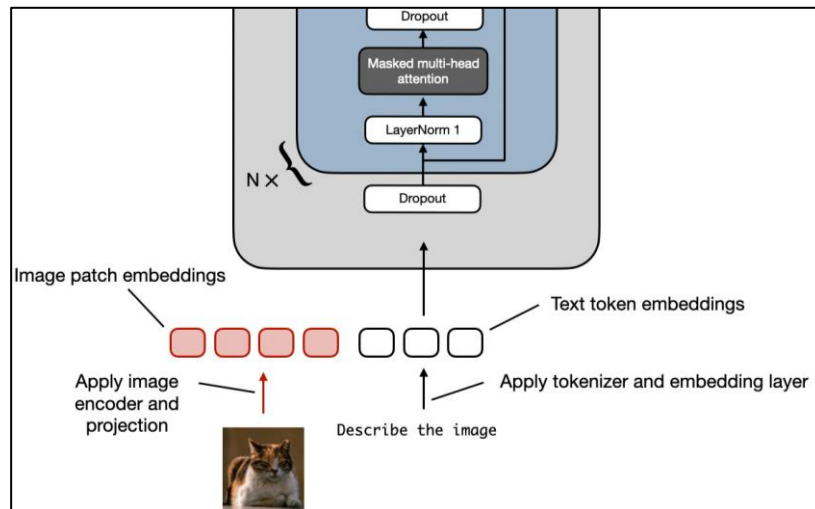 Dropout
Masked multi-head
attention
LayerNorm 1
N ×
Dropout
Image patch embeddings
Text token embeddings
Apply image
encoder and
projection
Apply tokenizer and embedding layer
Describe the image